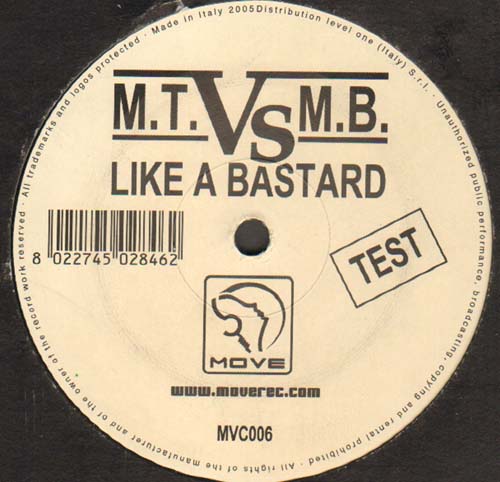 M.T. Vs M.B.
LIKE A BASTARD
8 022745 028462
TEST
MOVE
www.moverec.com
MVC006
· All rights of the manufacturer and of the owner of the record work reserved · All trademarks and logos protected · Made in Italy 2005Distribution level one (Italy) S.r.l. · Unauthorized public performance, broadcasting, copying and rental prohibited